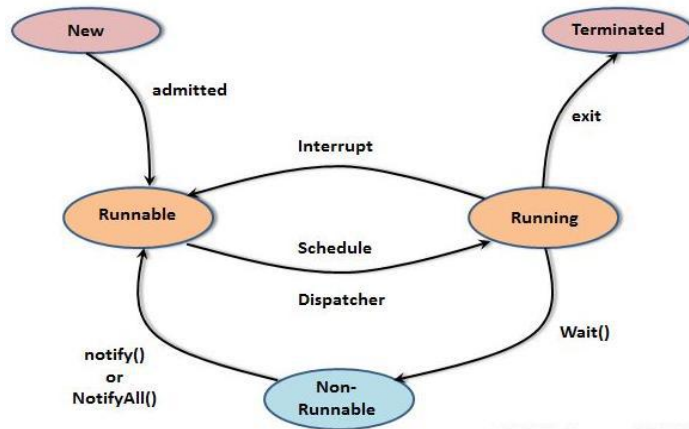 New
Terminated
admitted
exit
Interrupt
Runnable
Running
Schedule
Dispatcher
Wait()
notify()
or
NotifyAll()
Non-
Runnable